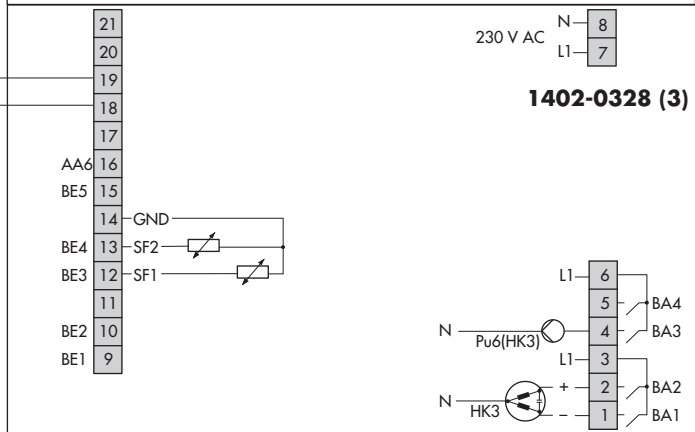 21
20
19
18
17
AA6 16
BE5 15
14 GND
BE4 13 SF2
BE3 12 SF1
11
BE2 10
BE1 9
N 8
230 V AC
L1 7
1402-0328 (3)
L1 6
5 BA4
N Pu6(HK3) 4 BA3
L1 3
+ 2 BA2
N HK3 – 1 BA1